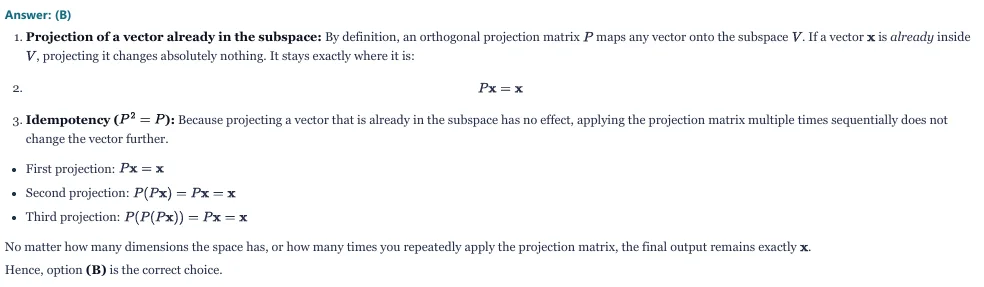 Answer: (B)
1. Projection of a vector already in the subspace: By definition, an orthogonal projection matrix P maps any vector onto the subspace V. If a vector x is already inside
V, projecting it changes absolutely nothing. It stays exactly where it is:
2. Px = x
3. Idempotency (P² = P): Because projecting a vector that is already in the subspace has no effect, applying the projection matrix multiple times sequentially does not
change the vector further.
• First projection: Px = x
• Second projection: P(Px) = Px = x
• Third projection: P(P(Px)) = Px = x
No matter how many dimensions the space has, or how many times you repeatedly apply the projection matrix, the final output remains exactly x.
Hence, option (B) is the correct choice.